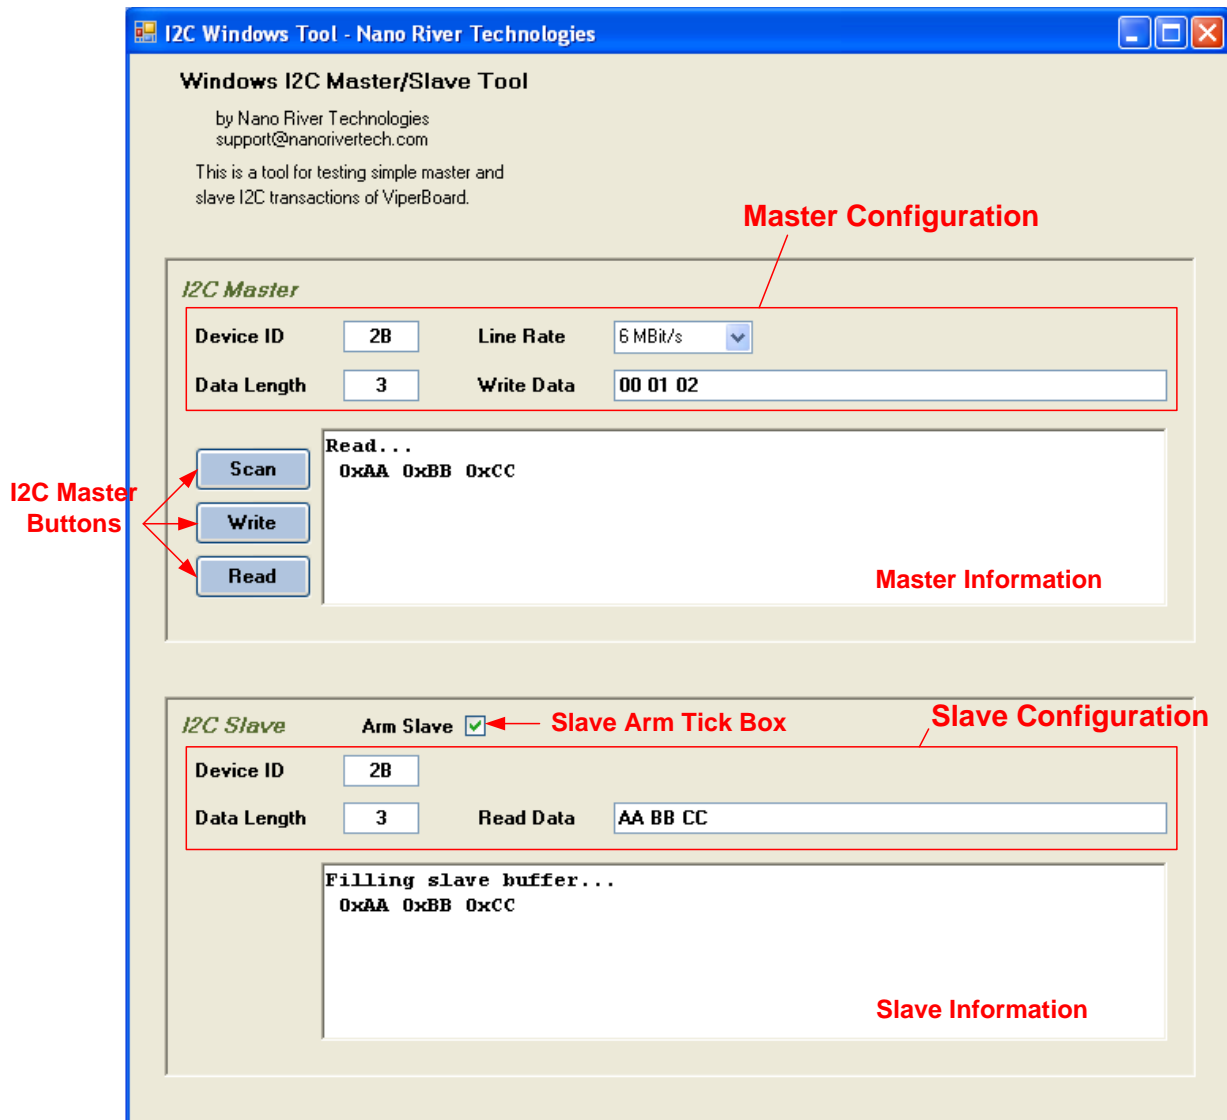 I2C Windows Tool - Nano River Technologies
Windows I2C Master/Slave Tool
by Nano River Technologies
support@nanorivertech.com
This is a tool for testing simple master and
slave I2C transactions of ViperBoard.
Master Configuration
I2C Master
Device ID 2B Line Rate 6 MBit/s
Data Length 3 Write Data 00 01 02
I2C Master
Buttons
Scan
Write
Read
Read...
0xAA 0xBB 0xCC
Master Information
I2C Slave Arm Slave Slave Arm Tick Box Slave Configuration
Device ID 2B
Data Length 3 Read Data AA BB CC
Filling slave buffer...
0xAA 0xBB 0xCC
Slave Information